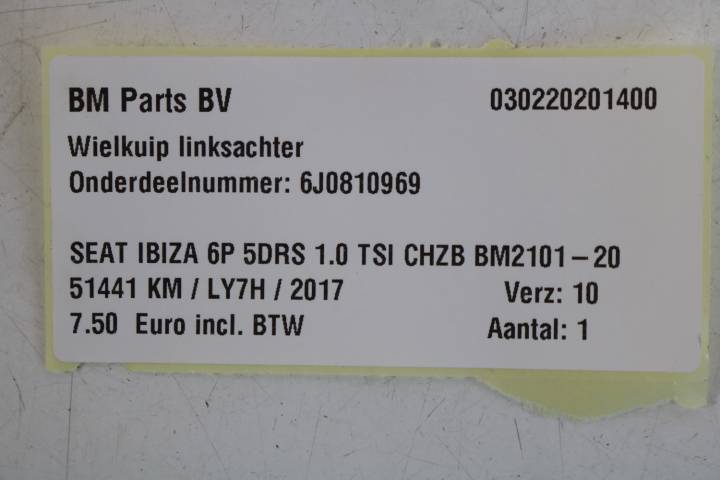 BM Parts BV 030220201400
Wielkuip linksachter
Onderdeelnummer: 6J0810969
SEAT IBIZA 6P 5DRS 1.0 TSI CHZB BM2101-20
51441 KM / LY7H / 2017 Verz: 10
7.50 Euro incl. BTW Aantal: 1